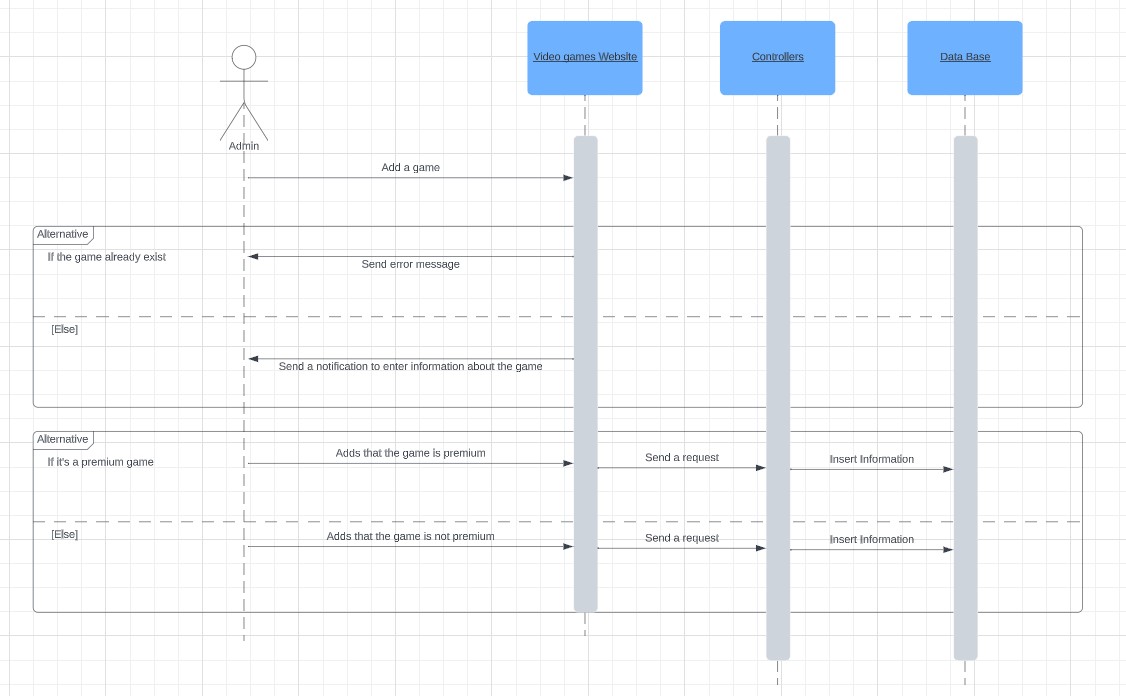 Video games Website
Controllers
Data Base
Admin
Add a game
Alternative
If the game already exist
Send error message
[Else]
Send a notification to enter information about the game
Alternative
If it's a premium game
Adds that the game is premium
Send a request
Insert Information
[Else]
Adds that the game is not premium
Send a request
Insert Information